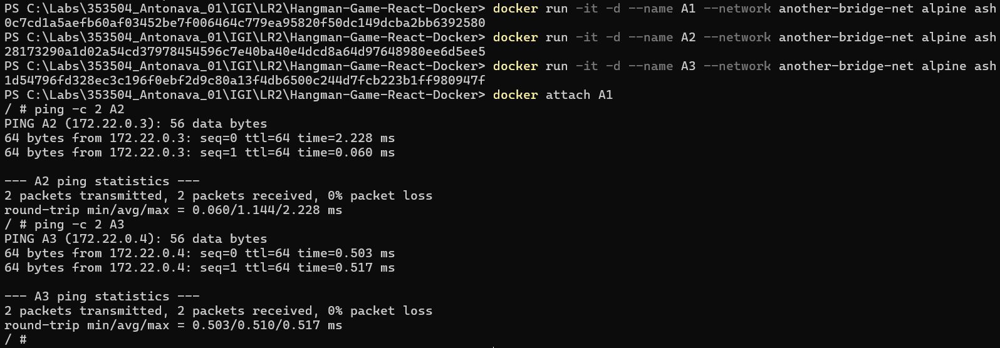 PS C:\Labs\353504_Antonava_01\IGI\LR2\Hangman-Game-React-Docker> docker run -it -d --name A1 --network another-bridge-net alpine ash
0c7cd1a5aefb60af03452be7f006464c779ea95820f50dc149dcba2bb6392580
PS C:\Labs\353504_Antonava_01\IGI\LR2\Hangman-Game-React-Docker> docker run -it -d --name A2 --network another-bridge-net alpine ash
28173290a1d02a54cd37978454596c7e40ba40e4dcd8a64d97648980ee6d5ee5
PS C:\Labs\353504_Antonava_01\IGI\LR2\Hangman-Game-React-Docker> docker run -it -d --name A3 --network another-bridge-net alpine ash
1d54796fd328ec3c196f0ebf2d9c80a13f4db6500c244d7fcb223b1ff980947f
PS C:\Labs\353504_Antonava_01\IGI\LR2\Hangman-Game-React-Docker> docker attach A1
/ # ping -c 2 A2
PING A2 (172.22.0.3): 56 data bytes
64 bytes from 172.22.0.3: seq=0 ttl=64 time=2.228 ms
64 bytes from 172.22.0.3: seq=1 ttl=64 time=0.060 ms

--- A2 ping statistics ---
2 packets transmitted, 2 packets received, 0% packet loss
round-trip min/avg/max = 0.060/1.144/2.228 ms
/ # ping -c 2 A3
PING A3 (172.22.0.4): 56 data bytes
64 bytes from 172.22.0.4: seq=0 ttl=64 time=0.503 ms
64 bytes from 172.22.0.4: seq=1 ttl=64 time=0.517 ms

--- A3 ping statistics ---
2 packets transmitted, 2 packets received, 0% packet loss
round-trip min/avg/max = 0.503/0.510/0.517 ms
/ #